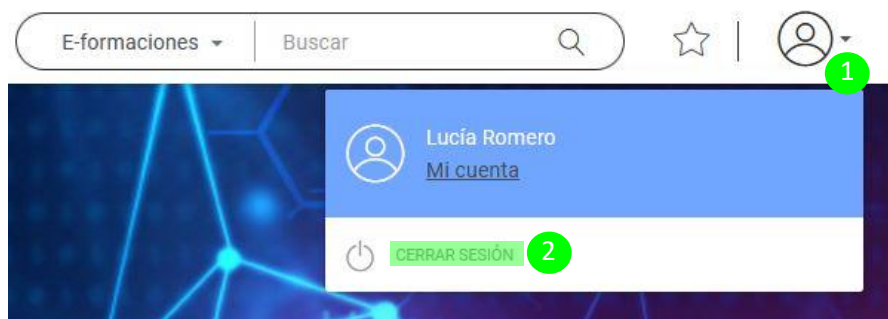 E-formaciones Buscar
1
Lucía Romero
Mi cuenta
CERRAR SESIÓN 2